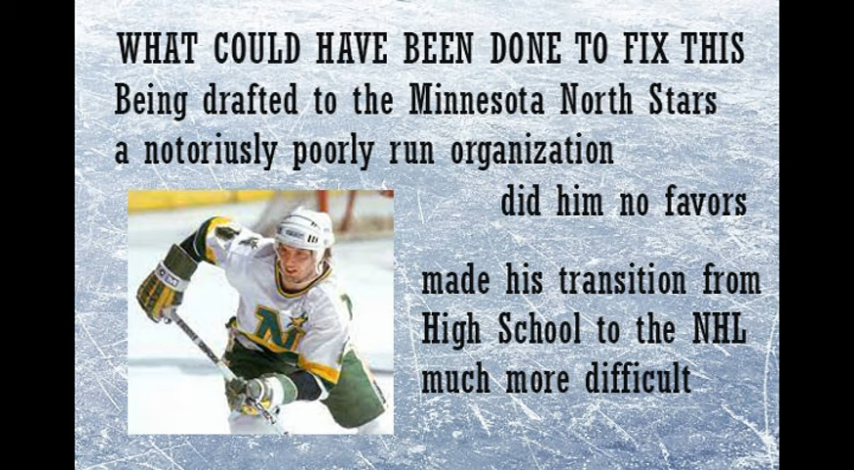 WHAT COULD HAVE BEEN DONE TO FIX THIS
Being drafted to the Minnesota North Stars
a notoriusly poorly run organization
did him no favors
made his transition from
High School to the NHL
much more difficult